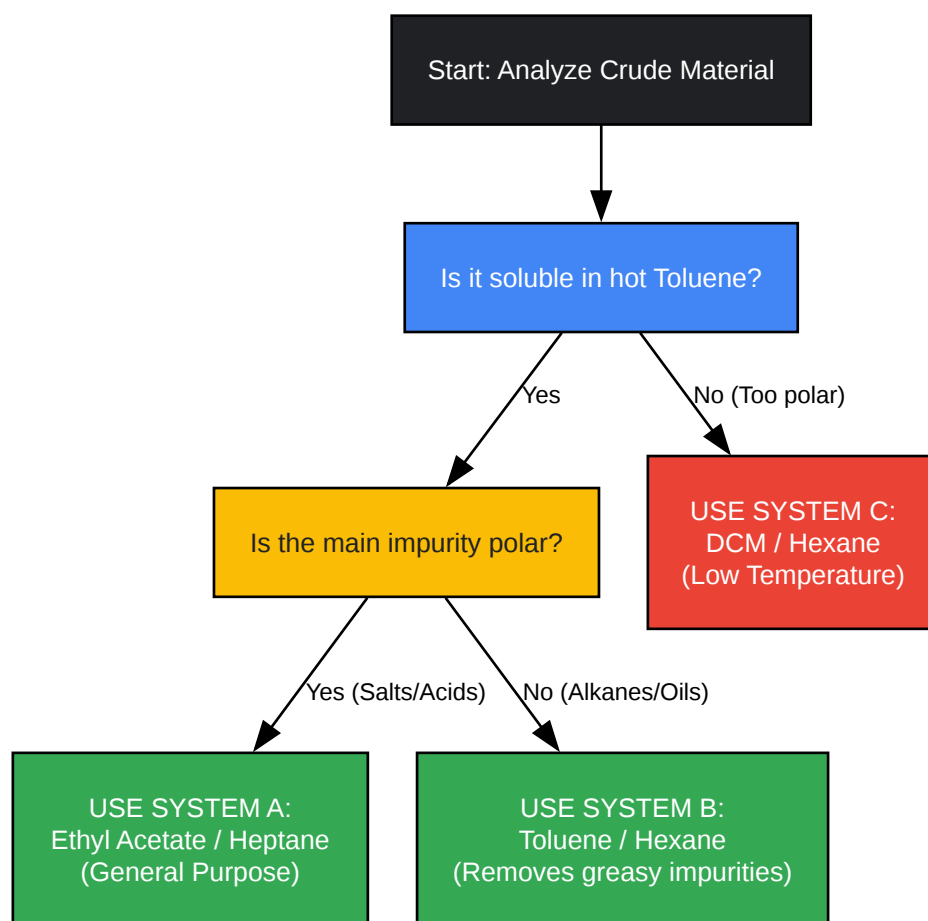 Start: Analyze Crude Material
Is it soluble in hot Toluene?
Yes
No (Too polar)
Is the main impurity polar?
USE SYSTEM C:
DCM / Hexane
(Low Temperature)
Yes (Salts/Acids)
No (Alkanes/Oils)
USE SYSTEM A:
Ethyl Acetate / Heptane
(General Purpose)
USE SYSTEM B:
Toluene / Hexane
(Removes greasy impurities)